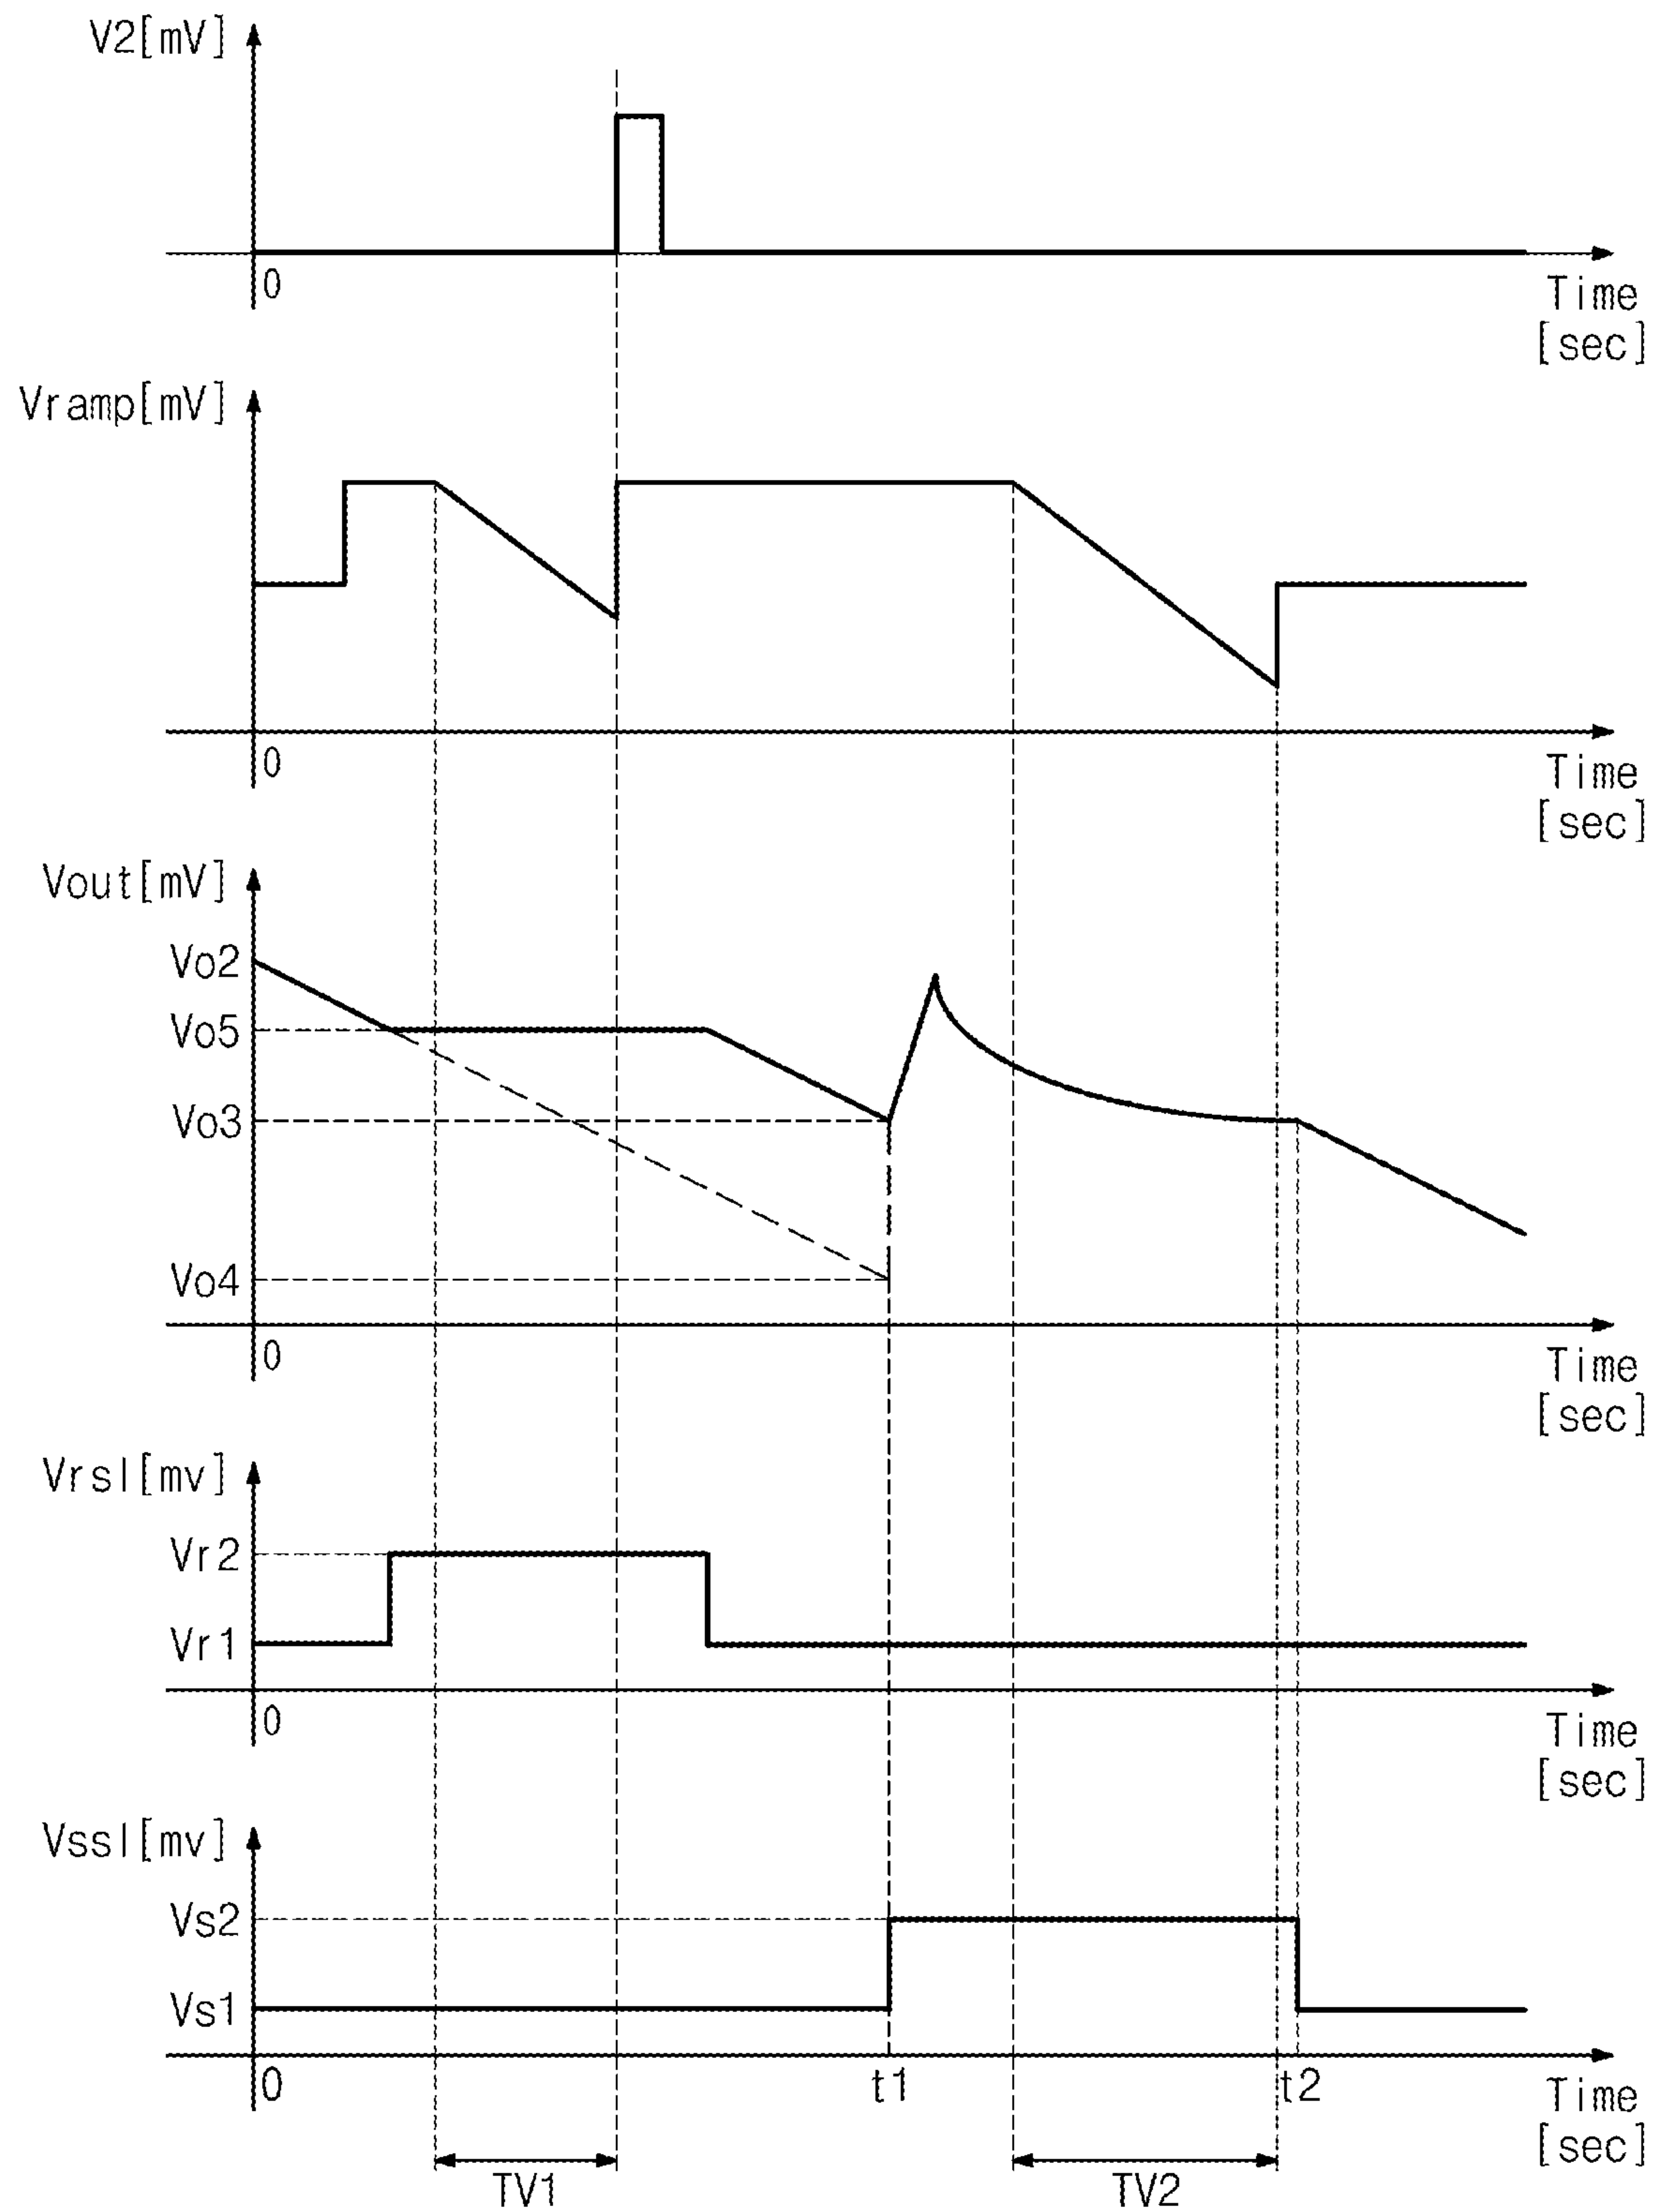 V2[mV]
0
Time
[sec]
Vramp[mV]
0
Time
[sec]
Vout[mV]
Vo2
Vo5
Vo3
Vo4
0
Time
[sec]
Vrsl[mv]
Vr2
Vr1
0
Time
[sec]
Vssl[mv]
Vs2
Vs1
0
t1
t2
Time
[sec]
TV1
TV2